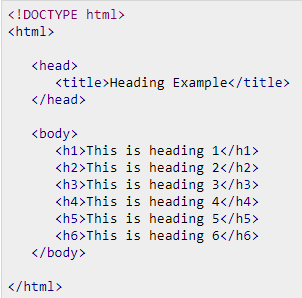 <!DOCTYPE html>
<html>
<head>
<title>Heading Example</title>
</head>
<body>
<h1>This is heading 1</h1>
<h2>This is heading 2</h2>
<h3>This is heading 3</h3>
<h4>This is heading 4</h4>
<h5>This is heading 5</h5>
<h6>This is heading 6</h6>
</body>
</html>